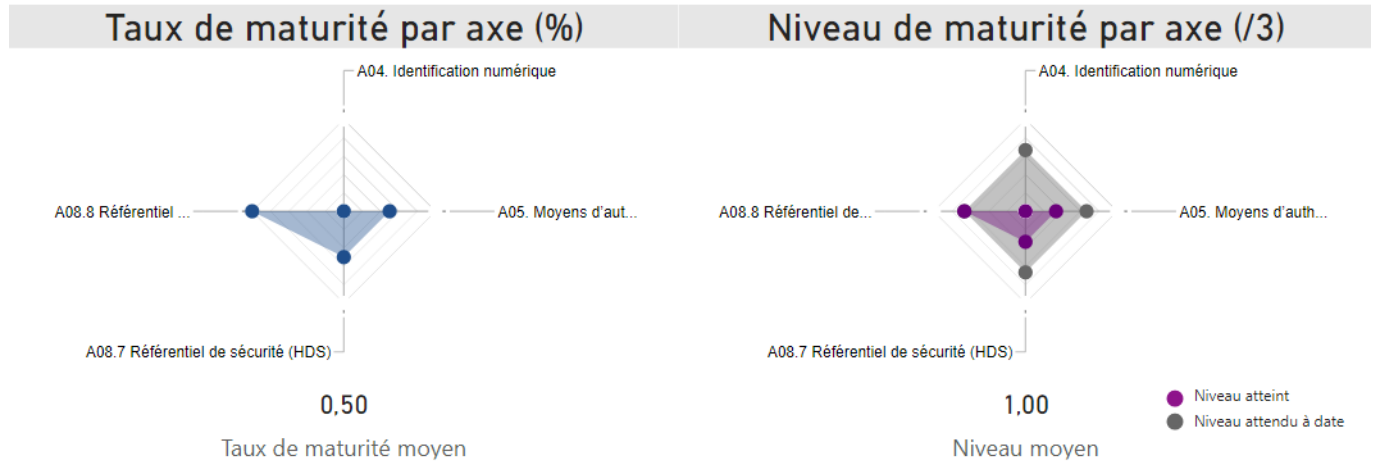 Taux de maturité par axe (%)
Niveau de maturité par axe (/3)
A04. Identification numérique
A08.8 Référentiel ...
A05. Moyens d'aut...
A08.7 Référentiel de sécurité (HDS)
0,50
Taux de maturité moyen
A04. Identification numérique
A08.8 Référentiel de...
A05. Moyens d'auth...
A08.7 Référentiel de sécurité (HDS)
1,00
Niveau moyen
Niveau atteint
Niveau attendu à date